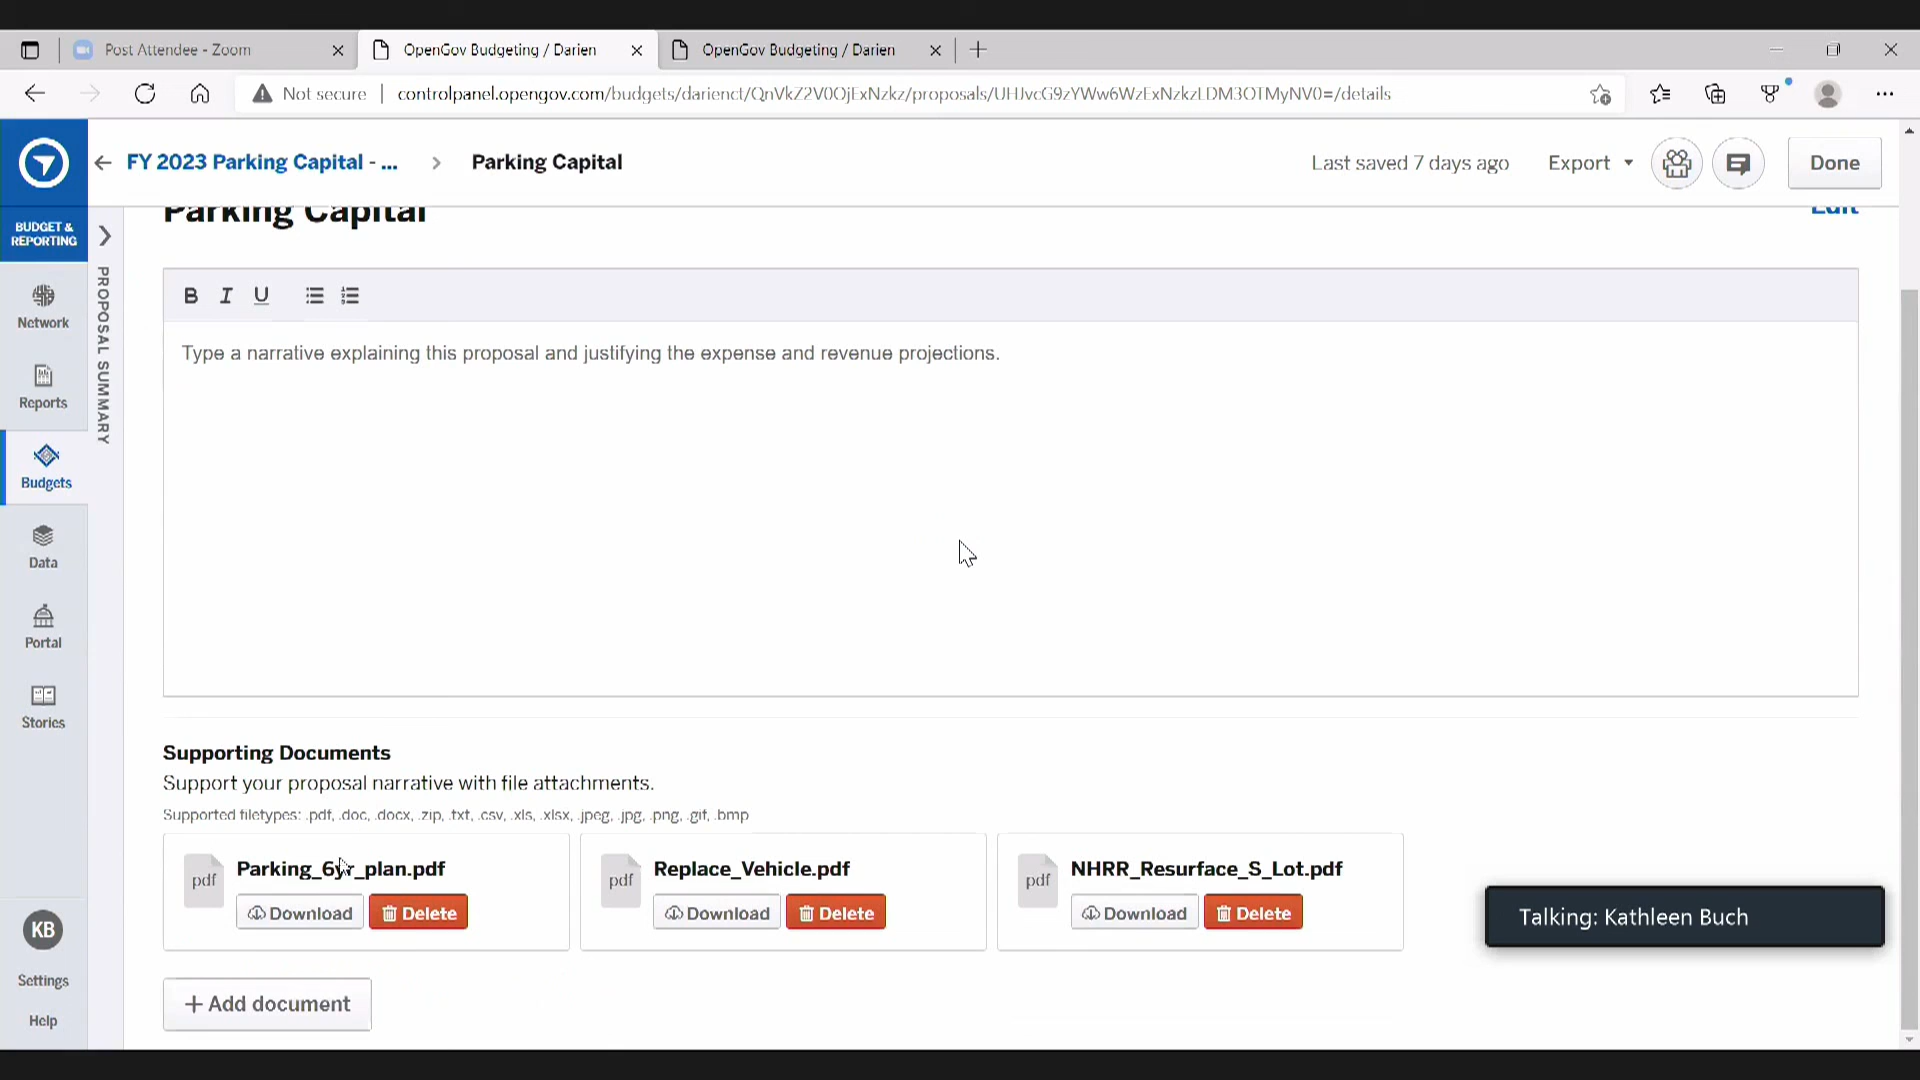 Post Attendee - Zoom
OpenGov Budgeting / Darien
OpenGov Budgeting / Darien
Not secure
controlpanel.opengov.com/budgets/darienct/QnVkZ2V0OjExNzkz/proposals/UHJvcG9zYWw6WzExNzkzLDM3OTMyNV0=/details
FY 2023 Parking Capital - ...
Parking Capital
Last saved 7 days ago
Export
Done
BUDGET &
REPORTING
PROPOSAL SUMMARY
Network
Reports
Budgets
Data
Portal
Stories
KB
Settings
Help
Parking Capital
Edit
B I U
Type a narrative explaining this proposal and justifying the expense and revenue projections.
Supporting Documents
Support your proposal narrative with file attachments.
Supported filetypes: .pdf, .doc, .docx, .zip, .txt, .csv, .xls, .xlsx, .jpeg, .jpg, .png, .gif, .bmp
pdf
Parking_6yr_plan.pdf
Download
Delete
pdf
Replace_Vehicle.pdf
Download
Delete
pdf
NHRR_Resurface_S_Lot.pdf
Download
Delete
+ Add document
Talking: Kathleen Buch